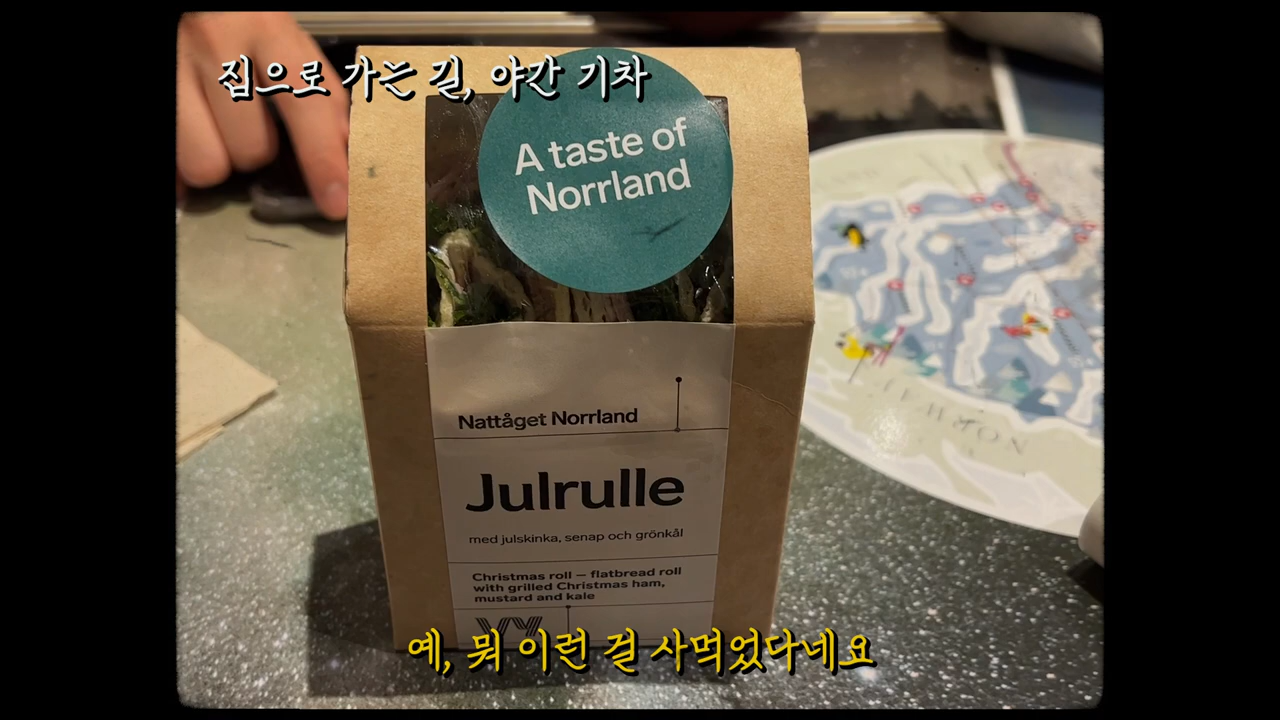 집으로 가는 길, 야간 기차
A taste of
Norrland
Nattåget Norrland
Julrulle
med julskinka, senap och grönkål
Christmas roll – flatbread roll
with grilled Christmas ham,
mustard and kale
VY
예, 뭐 이런 걸 사먹었다네요